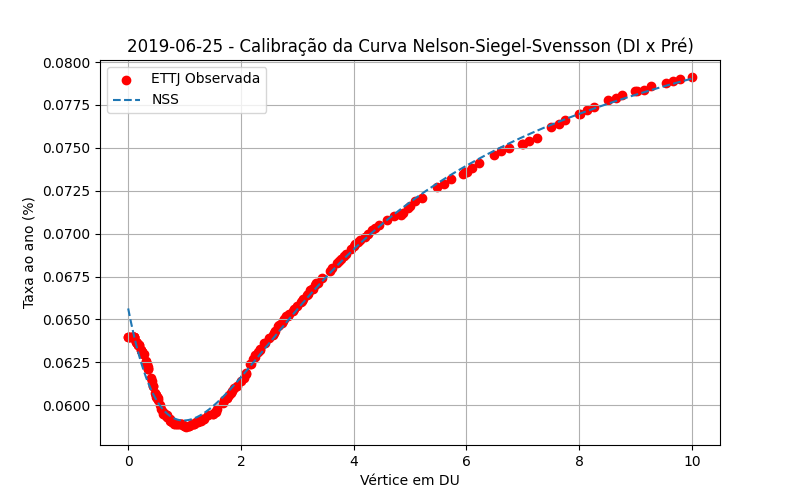 2019-06-25 - Calibração da Curva Nelson-Siegel-Svensson (DI x Pré)
ETTJ Observada
NSS
Taxa ao ano (%)
0.0800
0.0775
0.0750
0.0725
0.0700
0.0675
0.0650
0.0625
0.0600
0 2 4 6 8 10
Vértice em DU